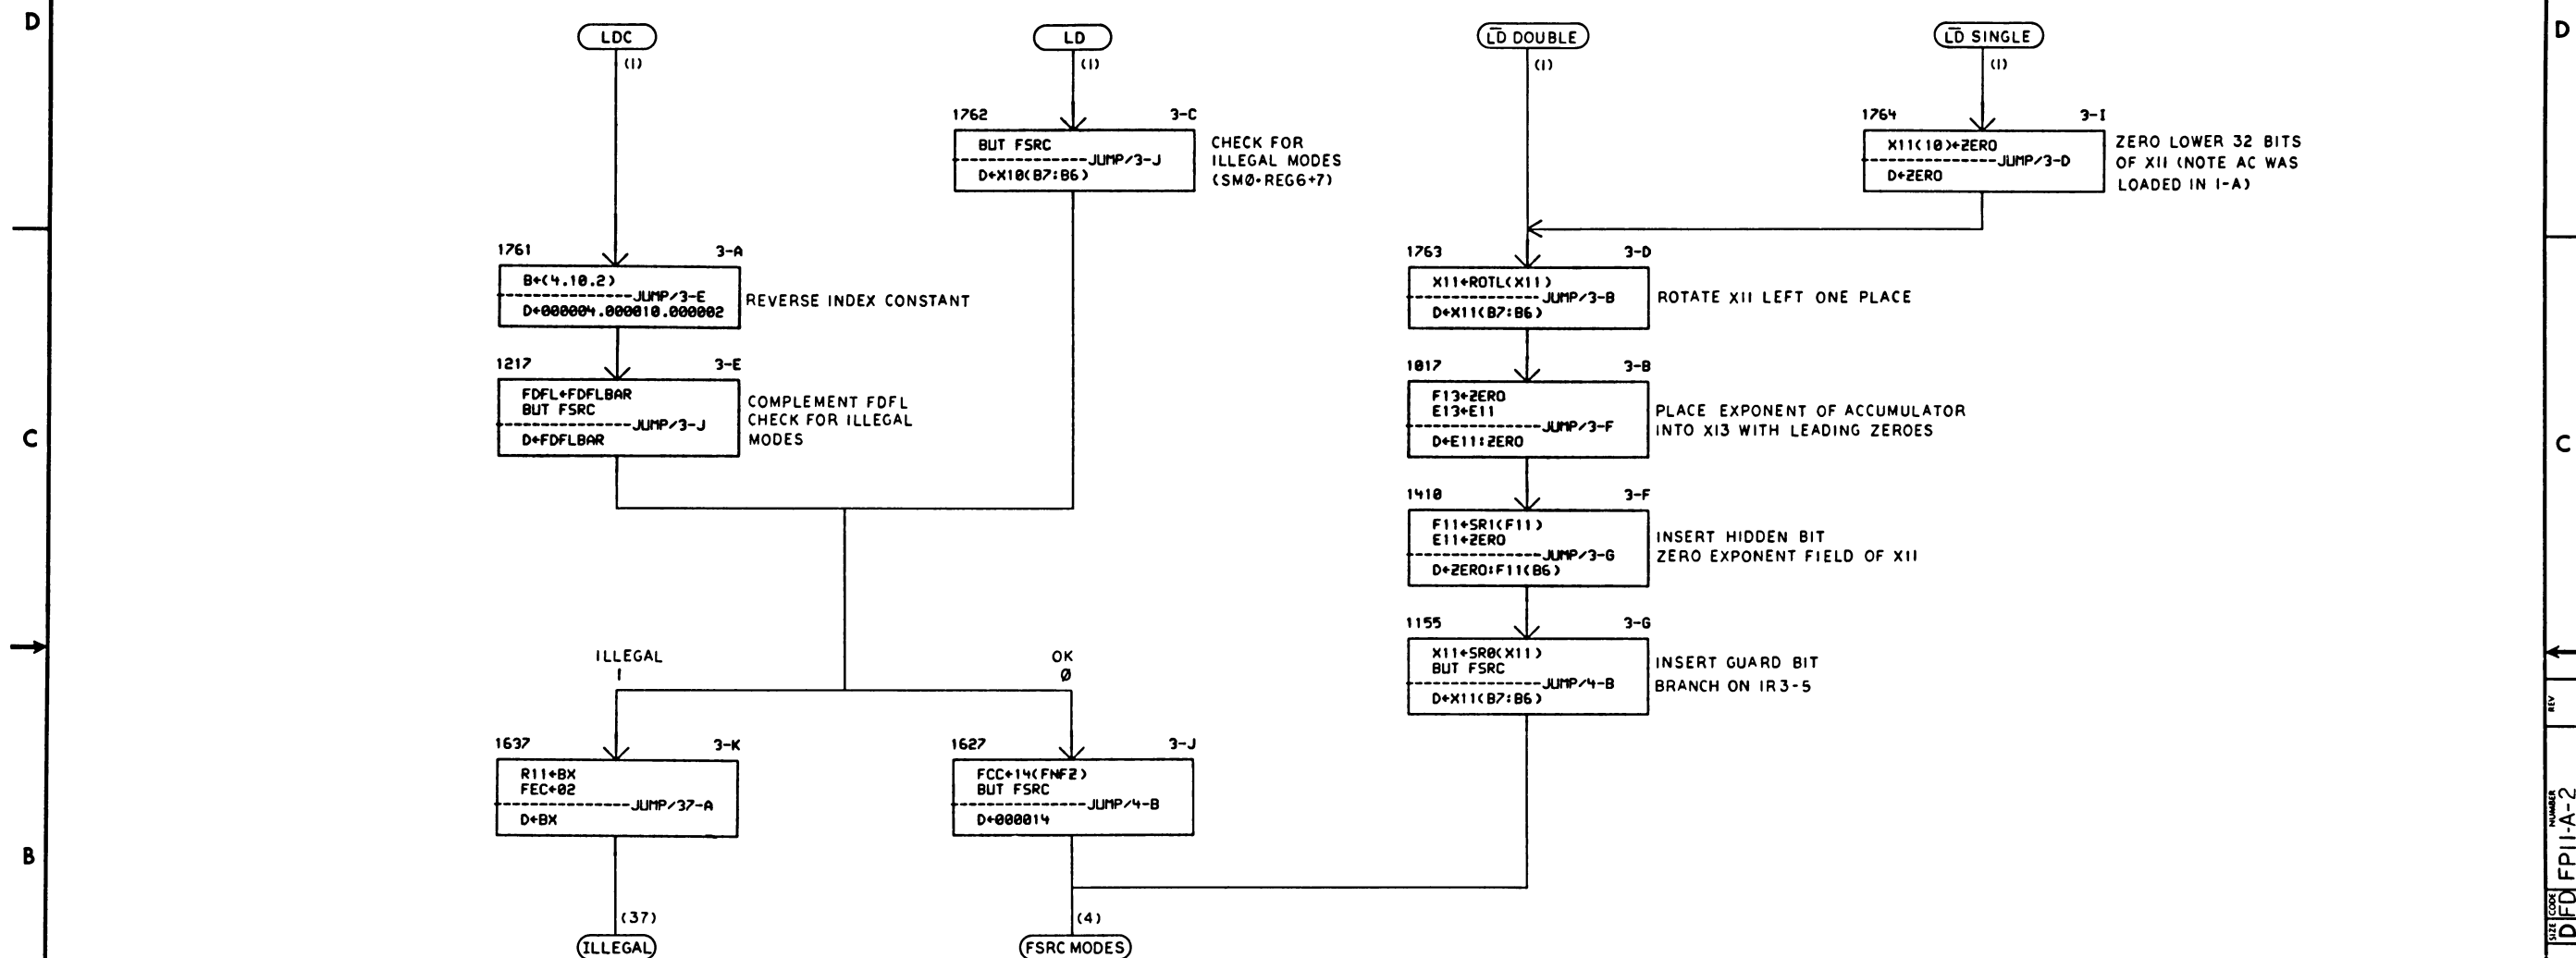 D
D
LDC
(1)
LD
(1)
L̅D DOUBLE
(1)
L̅D SINGLE
(1)
1762 3-C
BUT FSRC
JUMP/3-J
D←X10(B7:B6)
CHECK FOR
ILLEGAL MODES
(SMØ·REG6+7)
1764 3-I
X11(10)←ZERO
JUMP/3-D
D←ZERO
ZERO LOWER 32 BITS
OF X11 (NOTE AC WAS
LOADED IN 1-A)
1761 3-A
B←(4.10.2)
JUMP/3-E
D←000004.000010.000002
REVERSE INDEX CONSTANT
1763 3-D
X11←ROTL(X11)
JUMP/3-B
D←X11(B7:B6)
ROTATE X11 LEFT ONE PLACE
1217 3-E
FDFL←FDFLBAR
BUT FSRC
JUMP/3-J
D←FDFLBAR
COMPLEMENT FDFL
CHECK FOR ILLEGAL
MODES
1017 3-B
F13←ZERO
E13←E11
JUMP/3-F
D←E11:ZERO
PLACE EXPONENT OF ACCUMULATOR
INTO X13 WITH LEADING ZEROES
C
C
1410 3-F
F11←SR1(F11)
E11←ZERO
JUMP/3-G
D←ZERO:F11(B6)
INSERT HIDDEN BIT
ZERO EXPONENT FIELD OF X11
1155 3-G
X11←SR0(X11)
BUT FSRC
JUMP/4-B
D←X11(B7:B6)
INSERT GUARD BIT
BRANCH ON IR3-5
ILLEGAL
1
OK
Ø
1637 3-K
R11←BX
FEC←02
JUMP/37-A
D←BX
1627 3-J
FCC←14(FNFZ)
BUT FSRC
JUMP/4-B
D←000014
B
(37)
ILLEGAL
(4)
FSRC MODES
REV
NUMBER
FP11-A-2
CODE
FD
SIZE
D